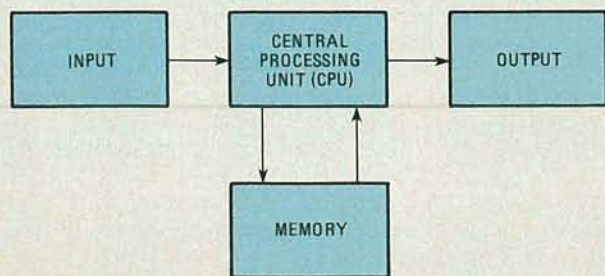 INPUT
CENTRAL
PROCESSING
UNIT (CPU)
OUTPUT
MEMORY